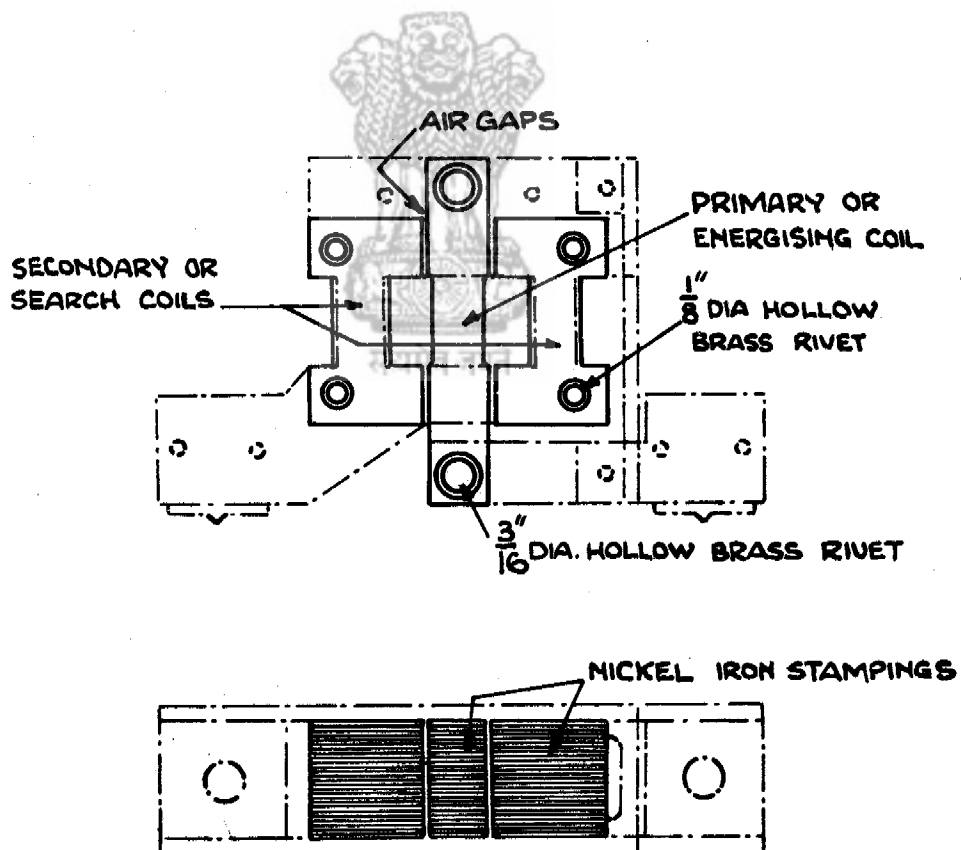 AIR GAPS
PRIMARY OR
ENERGISING COIL
SECONDARY OR
SEARCH COILS
1/8" DIA HOLLOW
BRASS RIVET
3/16" DIA. HOLLOW BRASS RIVET
NICKEL IRON STAMPINGS